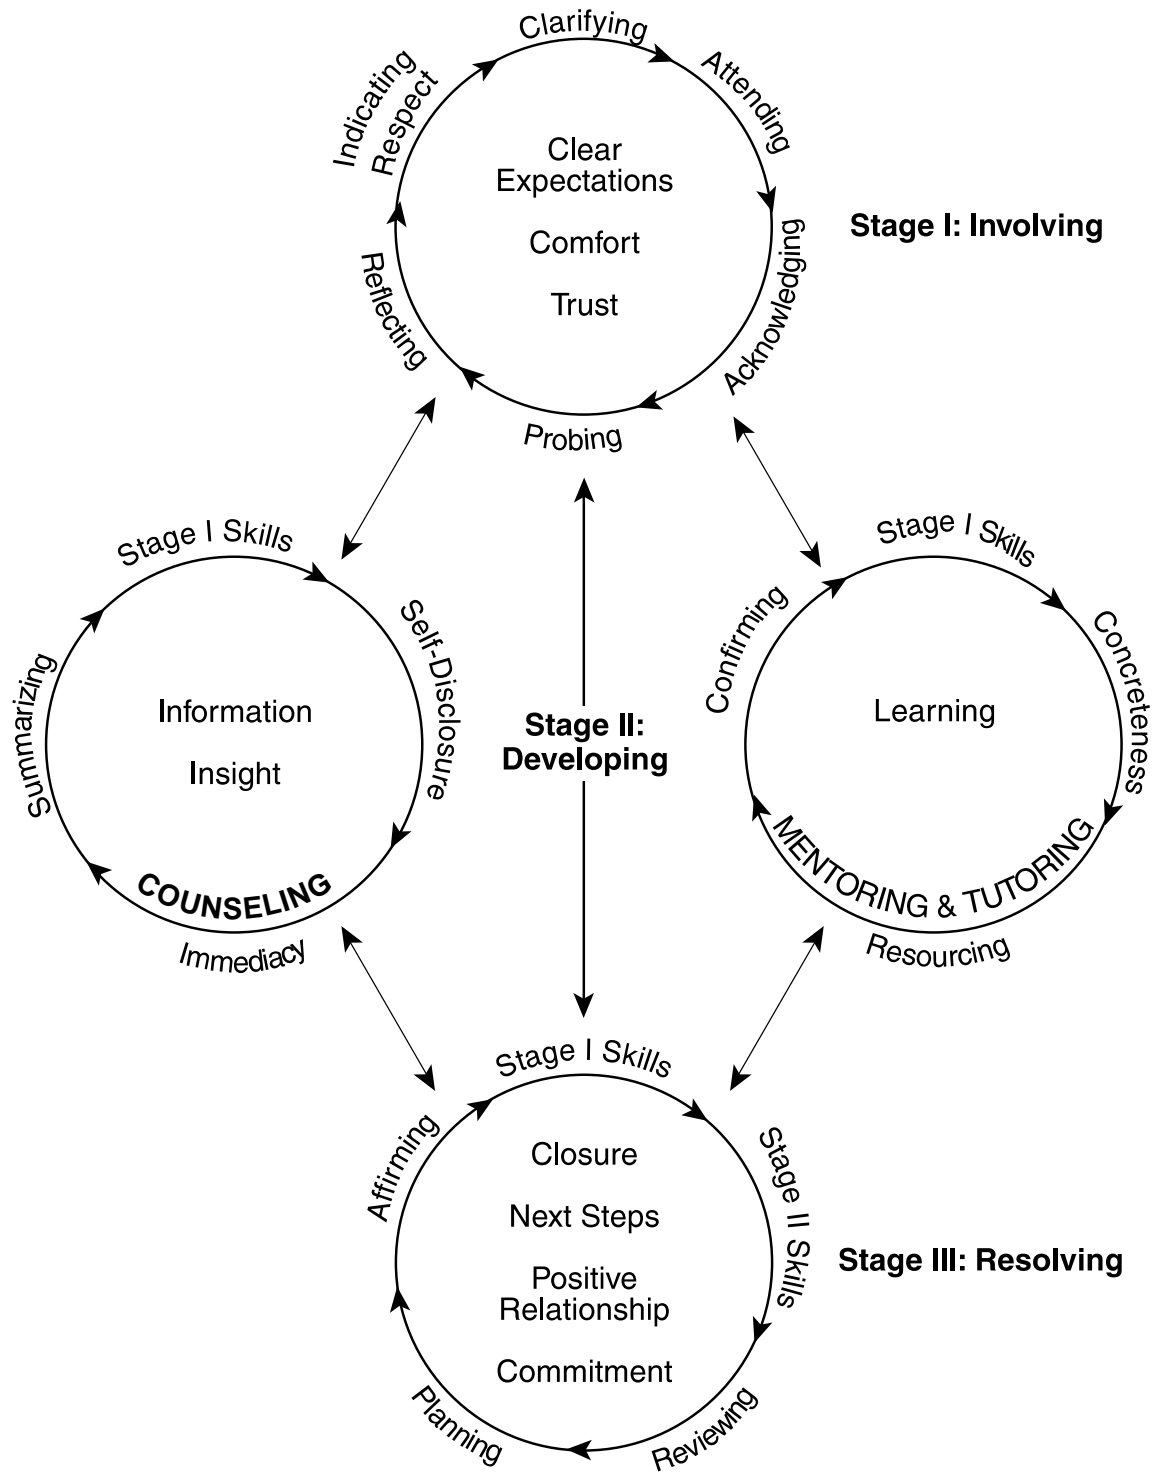 Clarifying
Attending
Indicating
Respect
Clear
Expectations
Comfort
Trust
Acknowledging
Stage I: Involving
Reflecting
Probing
Stage I Skills
Self-Disclosure
Summarizing
Information
Insight
COUNSELING
Immediacy
Stage II:
Developing
Stage I Skills
Confirming
Concreteness
Learning
MENTORING & TUTORING
Resourcing
Stage I Skills
Affirming
Stage II Skills
Closure
Next Steps
Positive
Relationship
Commitment
Stage III: Resolving
Planning
Reviewing